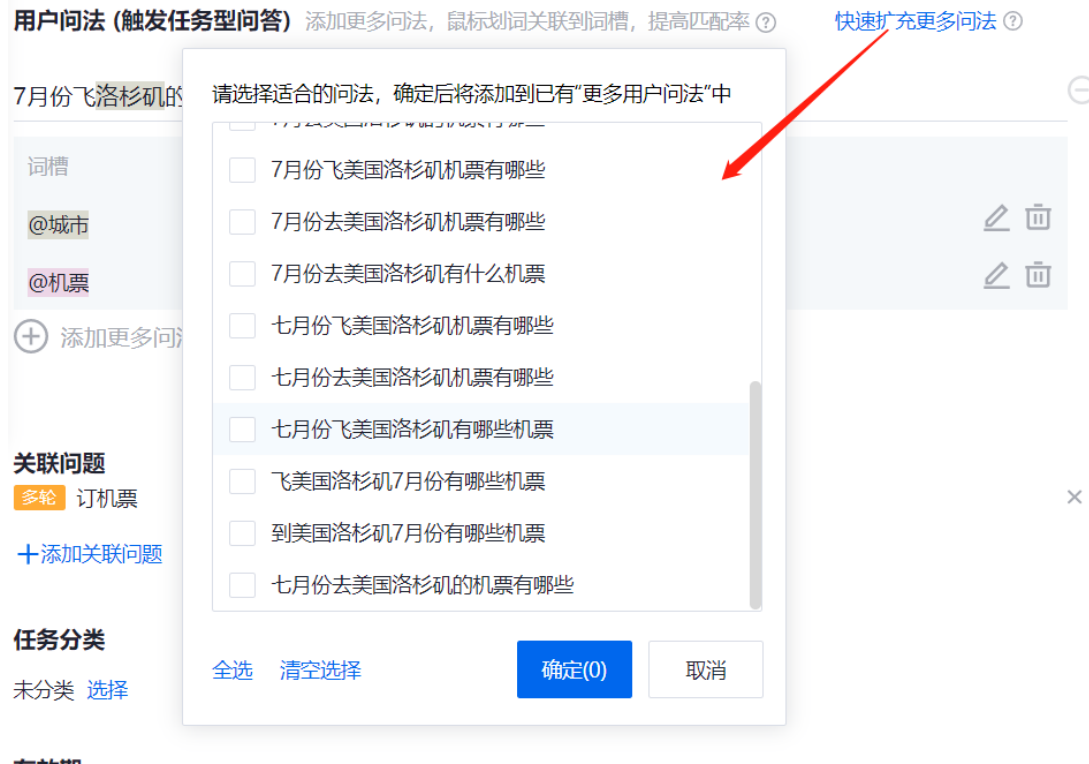 用户问法 (触发任务型问答) 添加更多问法，鼠标划词关联到词槽，提高匹配率 快速扩充更多问法
7月份飞洛杉矶的
请选择适合的问法，确定后将添加到已有“更多用户问法”中
词槽
@城市
@机票
添加更多问法
7月份飞美国洛杉矶机票有哪些
7月份去美国洛杉矶机票有哪些
7月份去美国洛杉矶有什么机票
七月份飞美国洛杉矶机票有哪些
七月份去美国洛杉矶机票有哪些
七月份飞美国洛杉矶有哪些机票
飞美国洛杉矶7月份有哪些机票
到美国洛杉矶7月份有哪些机票
七月份去美国洛杉矶的机票有哪些
全选 清空选择 确定(0) 取消
关联问题
多轮 订机票
添加关联问题
任务分类
未分类 选择